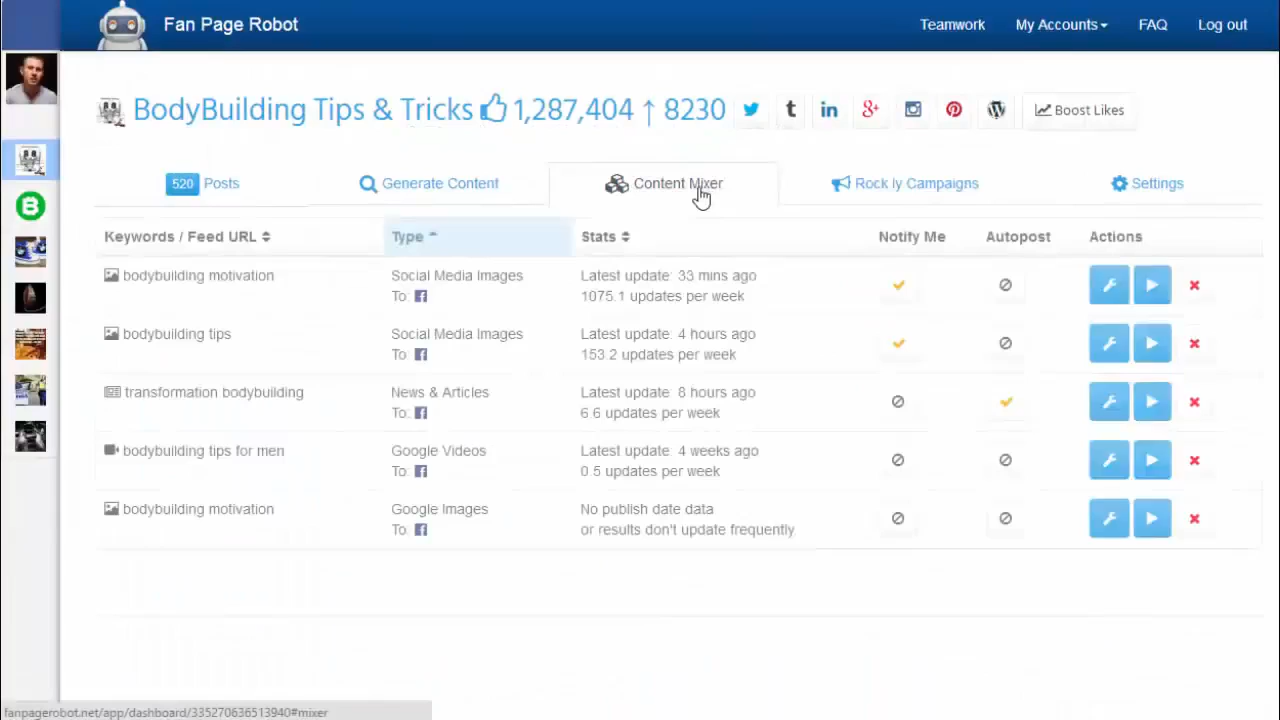 Fan Page Robot
Teamwork
My Accounts
FAQ
Log out
BodyBuilding Tips & Tricks 1,287,404 ↑ 8230
Boost Likes
520 Posts
Generate Content
Content Mixer
Rock.ly Campaigns
Settings
Keywords / Feed URL
Type
Stats
Notify Me
Autopost
Actions
bodybuilding motivation
Social Media Images
To:
Latest update: 33 mins ago
1075.1 updates per week
bodybuilding tips
Social Media Images
To:
Latest update: 4 hours ago
153.2 updates per week
transformation bodybuilding
News & Articles
To:
Latest update: 8 hours ago
6.6 updates per week
bodybuilding tips for men
Google Videos
To:
Latest update: 4 weeks ago
0.5 updates per week
bodybuilding motivation
Google Images
To:
No publish date data
or results don't update frequently
fanpagerobot.net/app/dashboard/335270636513940#mixer